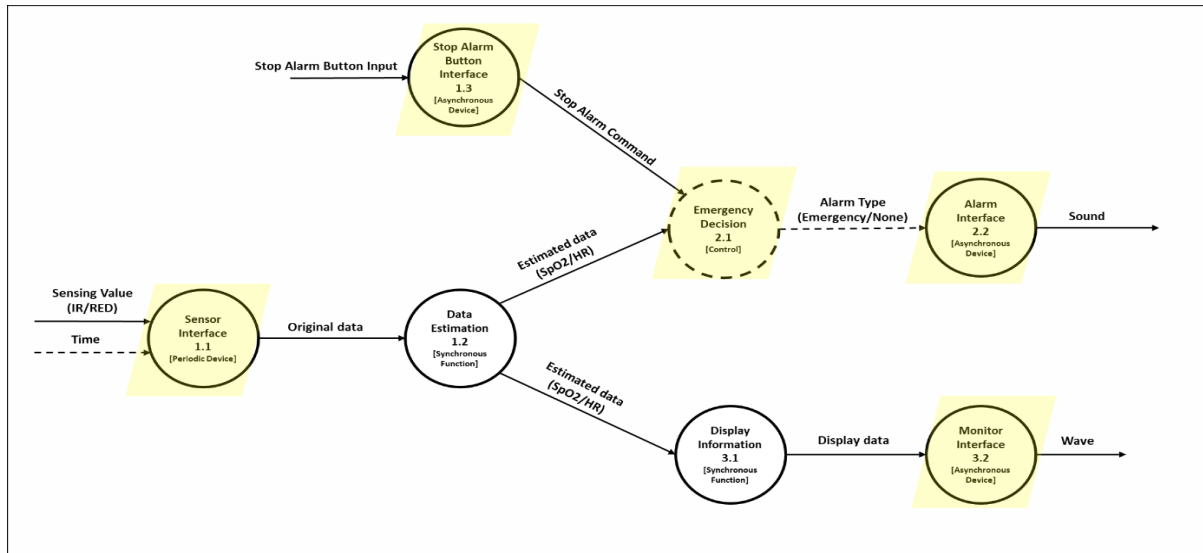 Stop Alarm Button Input
Stop Alarm
Button
Interface
1.3
[Asynchronous
Device]
Stop Alarm Command
Emergency
Decision
2.1
[Control]
Alarm Type
(Emergency/None)
Alarm
Interface
2.2
[Asynchronous
Device]
Sound
Estimated data
(SpO2/HR)
Sensing Value
(IR/RED)
Time
Sensor
Interface
1.1
[Periodic Device]
Original data
Data
Estimation
1.2
[Synchronous
Function]
Estimated data
(SpO2/HR)
Display
Information
3.1
[Synchronous
Function]
Display data
Monitor
Interface
3.2
[Asynchronous
Device]
Wave